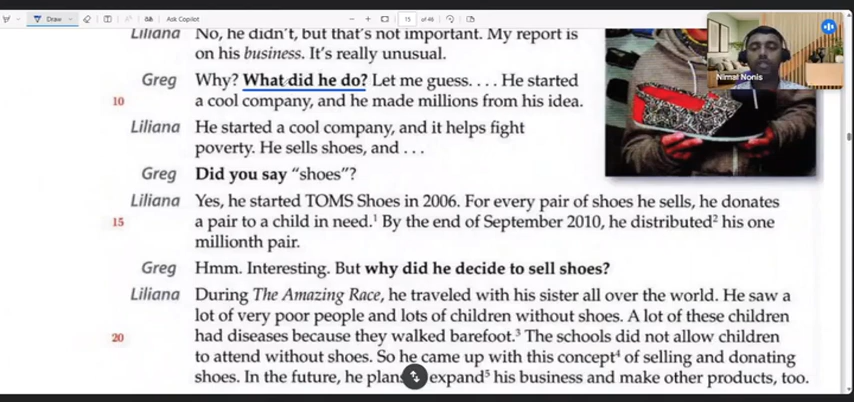 Draw
Ask Copilot
15 of 46
Nimal Nonis
Liliana No, he didn't, but that's not important. My report is
on his business. It's really unusual.
Greg Why? What did he do? Let me guess. . . . He started
10 a cool company, and he made millions from his idea.
Liliana He started a cool company, and it helps fight
poverty. He sells shoes, and . . .
Greg Did you say "shoes"?
Liliana Yes, he started TOMS Shoes in 2006. For every pair of shoes he sells, he donates
15 a pair to a child in need.¹ By the end of September 2010, he distributed² his one
millionth pair.
Greg Hmm. Interesting. But why did he decide to sell shoes?
Liliana During The Amazing Race, he traveled with his sister all over the world. He saw a
lot of very poor people and lots of children without shoes. A lot of these children
20 had diseases because they walked barefoot.³ The schools did not allow children
to attend without shoes. So he came up with this concept⁴ of selling and donating
shoes. In the future, he plans expand⁵ his business and make other products, too.